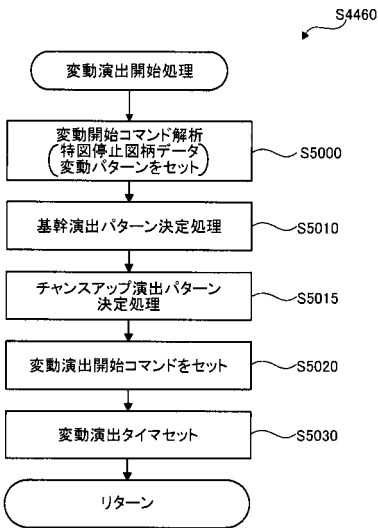 S4460
変動演出開始処理
変動開始コマンド解析
(特図停止図柄データ
変動パターンをセット)
S5000
基幹演出パターン決定処理
S5010
チャンスアップ演出パターン
決定処理
S5015
変動演出開始コマンドをセット
S5020
変動演出タイマセット
S5030
リターン